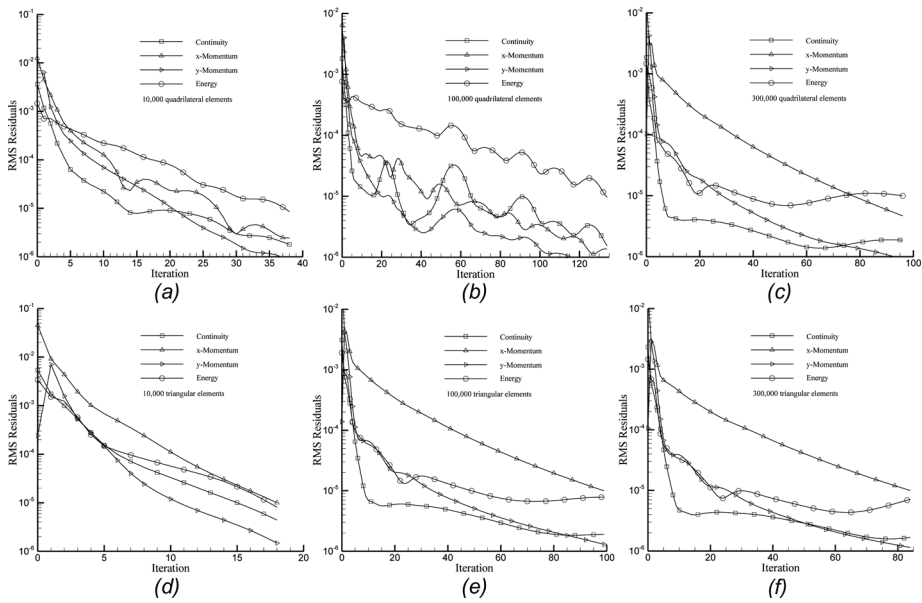 10^-1
10^-2
10^-3
10^-4
10^-5
10^-6
RMS Residuals
Continuity
x-Momentum
y-Momentum
Energy
10,000 quadrilateral elements
0 5 10 15 20 25 30 35 40
Iteration
(a)
10^-2
10^-3
10^-4
10^-5
10^-6
RMS Residuals
Continuity
x-Momentum
y-Momentum
Energy
100,000 quadrilateral elements
0 20 40 60 80 100 120
Iteration
(b)
10^-2
10^-3
10^-4
10^-5
10^-6
RMS Residuals
Continuity
x-Momentum
y-Momentum
Energy
300,000 quadrilateral elements
0 20 40 60 80 100
Iteration
(c)
10^-1
10^-2
10^-3
10^-4
10^-5
10^-6
RMS Residuals
Continuity
x-Momentum
y-Momentum
Energy
10,000 triangular elements
0 5 10 15 20
Iteration
(d)
10^-2
10^-3
10^-4
10^-5
10^-6
RMS Residuals
Continuity
x-Momentum
y-Momentum
Energy
100,000 triangular elements
0 20 40 60 80 100
Iteration
(e)
10^-2
10^-3
10^-4
10^-5
10^-6
RMS Residuals
Continuity
x-Momentum
y-Momentum
Energy
300,000 triangular elements
0 20 40 60 80
Iteration
(f)